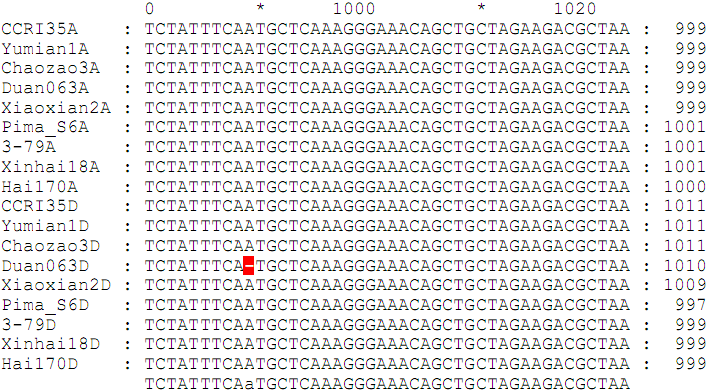 0 * 1000 * 1020
CCRI35A : TCTATTTCAATGCTCAAAGGGAAACAGCTGCTAGAAGACGCTAA : 999
Yumian1A : TCTATTTCAATGCTCAAAGGGAAACAGCTGCTAGAAGACGCTAA : 999
Chaozao3A : TCTATTTCAATGCTCAAAGGGAAACAGCTGCTAGAAGACGCTAA : 999
Duan063A : TCTATTTCAATGCTCAAAGGGAAACAGCTGCTAGAAGACGCTAA : 999
Xiaoxian2A : TCTATTTCAATGCTCAAAGGGAAACAGCTGCTAGAAGACGCTAA : 999
Pima_S6A : TCTATTTCAATGCTCAAAGGGAAACAGCTGCTAGAAGACGCTAA : 1001
3-79A : TCTATTTCAATGCTCAAAGGGAAACAGCTGCTAGAAGACGCTAA : 1001
Xinhai18A : TCTATTTCAATGCTCAAAGGGAAACAGCTGCTAGAAGACGCTAA : 1001
Hai170A : TCTATTTCAATGCTCAAAGGGAAACAGCTGCTAGAAGACGCTAA : 1000
CCRI35D : TCTATTTCAATGCTCAAAGGGAAACAGCTGCTAGAAGACGCTAA : 1011
Yumian1D : TCTATTTCAATGCTCAAAGGGAAACAGCTGCTAGAAGACGCTAA : 1011
Chaozao3D : TCTATTTCAATGCTCAAAGGGAAACAGCTGCTAGAAGACGCTAA : 1011
Duan063D : TCTATTTCA-TGCTCAAAGGGAAACAGCTGCTAGAAGACGCTAA : 1010
Xiaoxian2D : TCTATTTCAATGCTCAAAGGGAAACAGCTGCTAGAAGACGCTAA : 1009
Pima_S6D : TCTATTTCAATGCTCAAAGGGAAACAGCTGCTAGAAGACGCTAA : 997
3-79D : TCTATTTCAATGCTCAAAGGGAAACAGCTGCTAGAAGACGCTAA : 999
Xinhai18D : TCTATTTCAATGCTCAAAGGGAAACAGCTGCTAGAAGACGCTAA : 999
Hai170D : TCTATTTCAATGCTCAAAGGGAAACAGCTGCTAGAAGACGCTAA : 999
TCTATTTCAaTGCTCAAAGGGAAACAGCTGCTAGAAGACGCTAA